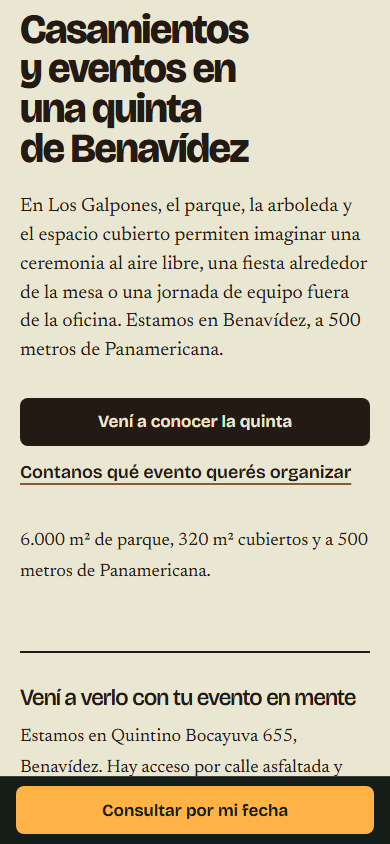 Casamientos
y eventos en
una quinta
de Benavídez
En Los Galpones, el parque, la arboleda y
el espacio cubierto permiten imaginar una
ceremonia al aire libre, una fiesta alrededor
de la mesa o una jornada de equipo fuera
de la oficina. Estamos en Benavídez, a 500
metros de Panamericana.
Vení a conocer la quinta
Contanos qué evento querés organizar
6.000 m² de parque, 320 m² cubiertos y a 500
metros de Panamericana.
Vení a verlo con tu evento en mente
Estamos en Quintino Bocayuva 655,
Benavídez. Hay acceso por calle asfaltada y
Consultar por mi fecha